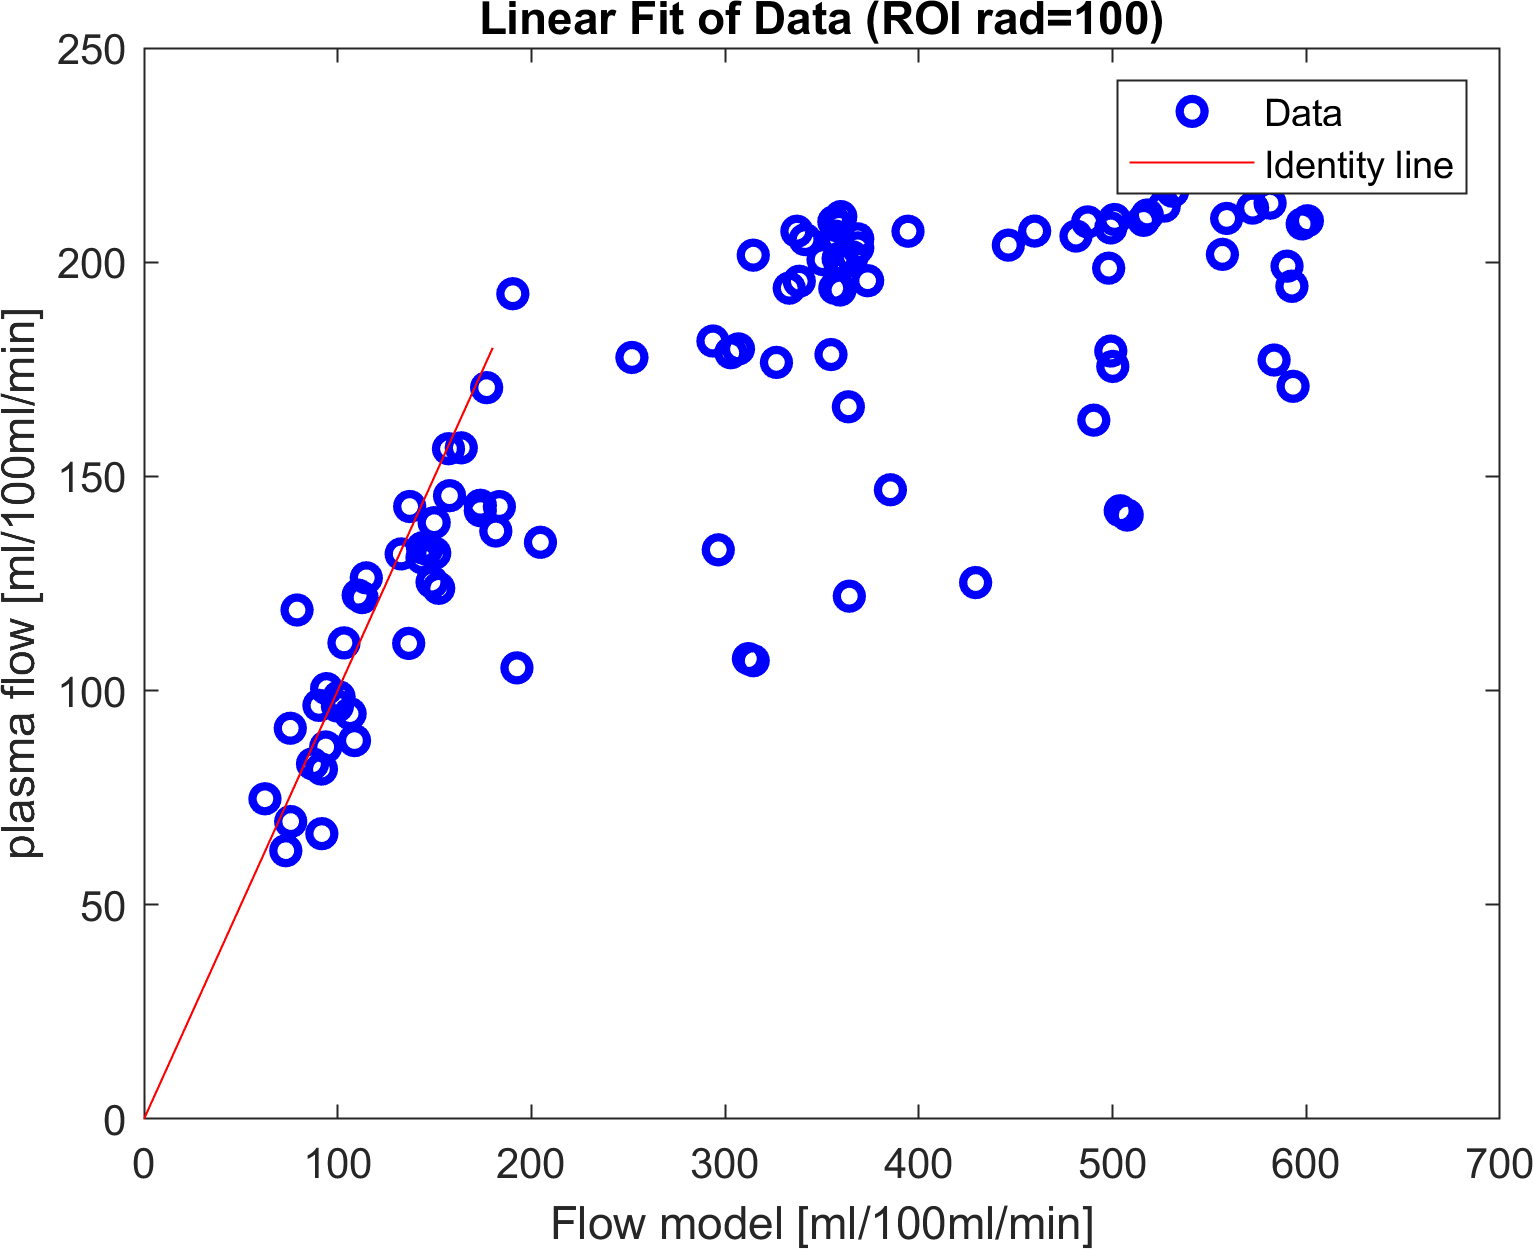 Linear Fit of Data (ROI rad=100)
250
200
150
100
50
0
plasma flow [ml/100ml/min]
Data
Identity line
0 100 200 300 400 500 600 700
Flow model [ml/100ml/min]